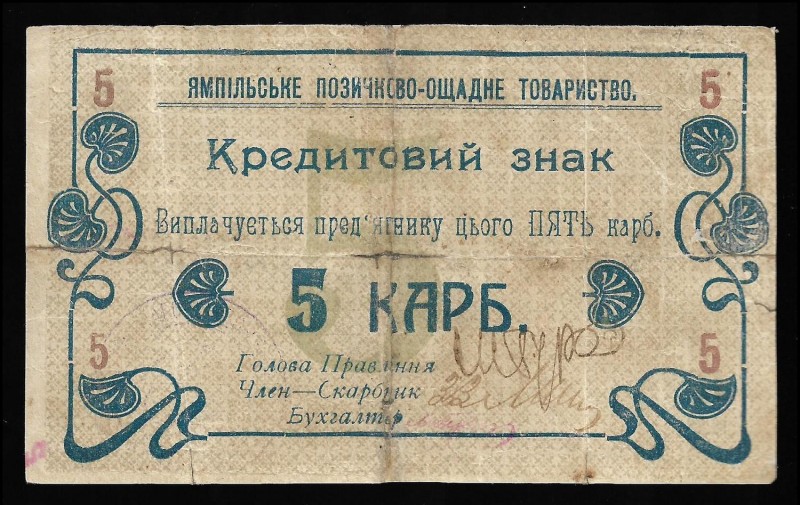 5 5
ЯМПІЛЬСЬКЕ ПОЗИЧКОВО-ОЩАДНЕ ТОВАРИСТВО.
Кредитовий знак
Виплачується пред'явнику цього ПЯТЬ карб.
5 КАРБ.
5 5
Голова Правління
Член—Скарбник
Бухгалтер